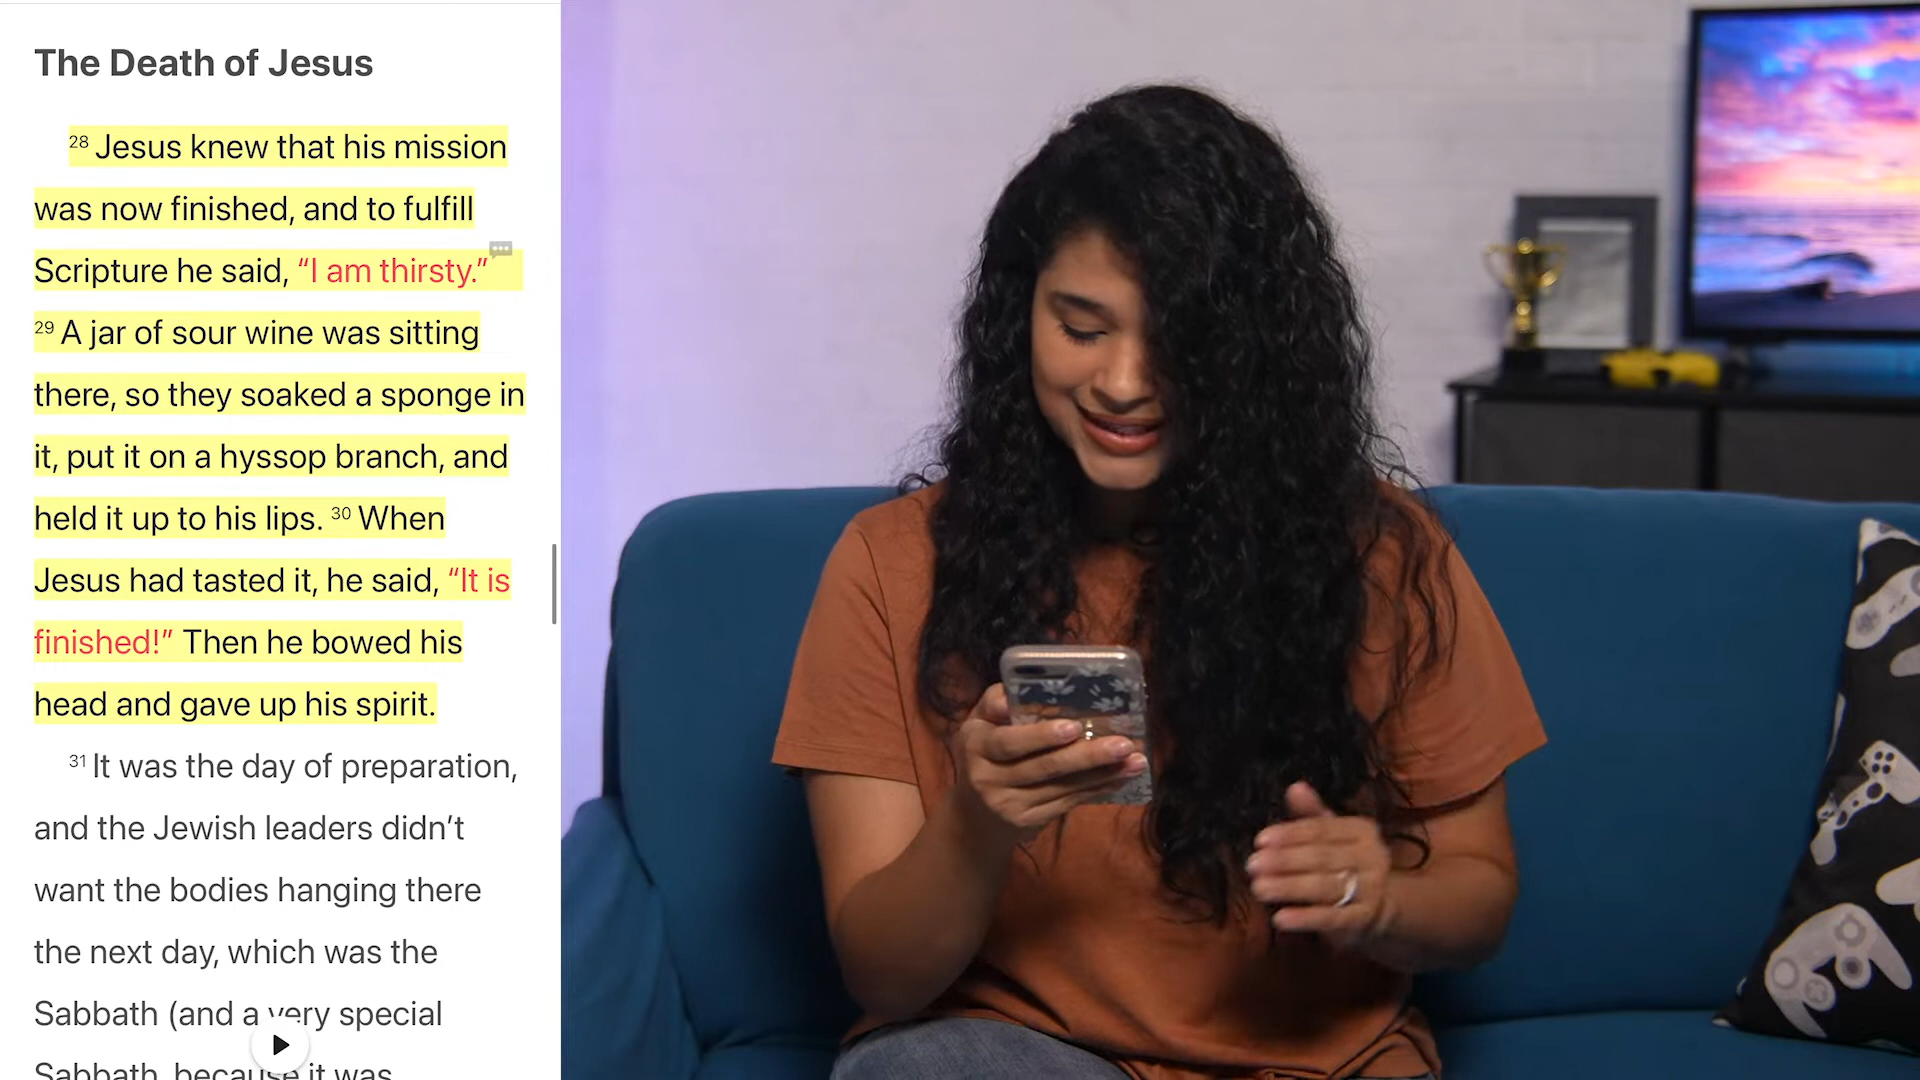 The Death of Jesus
28 Jesus knew that his mission
was now finished, and to fulfill
Scripture he said, “I am thirsty.”
29 A jar of sour wine was sitting
there, so they soaked a sponge in
it, put it on a hyssop branch, and
held it up to his lips. 30 When
Jesus had tasted it, he said, “It is
finished!” Then he bowed his
head and gave up his spirit.
31 It was the day of preparation,
and the Jewish leaders didn’t
want the bodies hanging there
the next day, which was the
Sabbath (and a very special
Sabbath, because it was